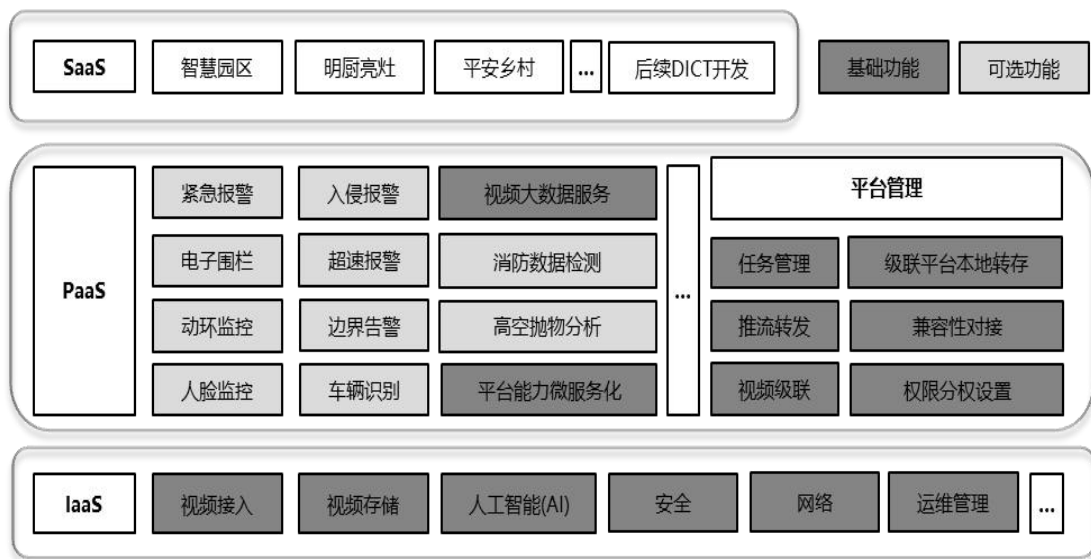 SaaS 智慧园区 明厨亮灶 平安乡村 ... 后续DICT开发 基础功能 可选功能
紧急报警 入侵报警 视频大数据服务 平台管理
电子围栏 超速报警 消防数据检测 任务管理 级联平台本地转存
PaaS ...
动环监控 边界告警 高空抛物分析 推流转发 兼容性对接
人脸监控 车辆识别 平台能力微服务化 视频级联 权限分权设置
IaaS 视频接入 视频存储 人工智能(AI) 安全 网络 运维管理 ...